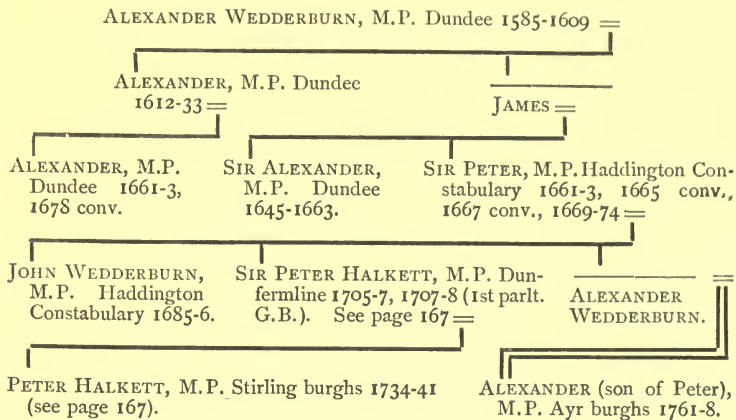 ALEXANDER WEDDERBURN, M.P. Dundee 1585-1609
ALEXANDER, M.P. Dundee
1612-33
JAMES
ALEXANDER, M.P.
Dundee 1661-3,
1678 conv.
SIR ALEXANDER,
M.P. Dundee
1645-1663.
SIR PETER, M.P. Haddington Con-
stabulary 1661-3, 1665 conv.,
1667 conv., 1669-74
JOHN WEDDERBURN,
M.P. Haddington
Constabulary 1685-6.
SIR PETER HALKETT, M.P. Dun-
fermline 1705-7, 1707-8 (1st parlt.
G.B.). See page 167
ALEXANDER
WEDDERBURN.
PETER HALKETT, M.P. Stirling burghs 1734-41
(see page 167).
ALEXANDER (son of Peter),
M.P. Ayr burghs 1761-8.